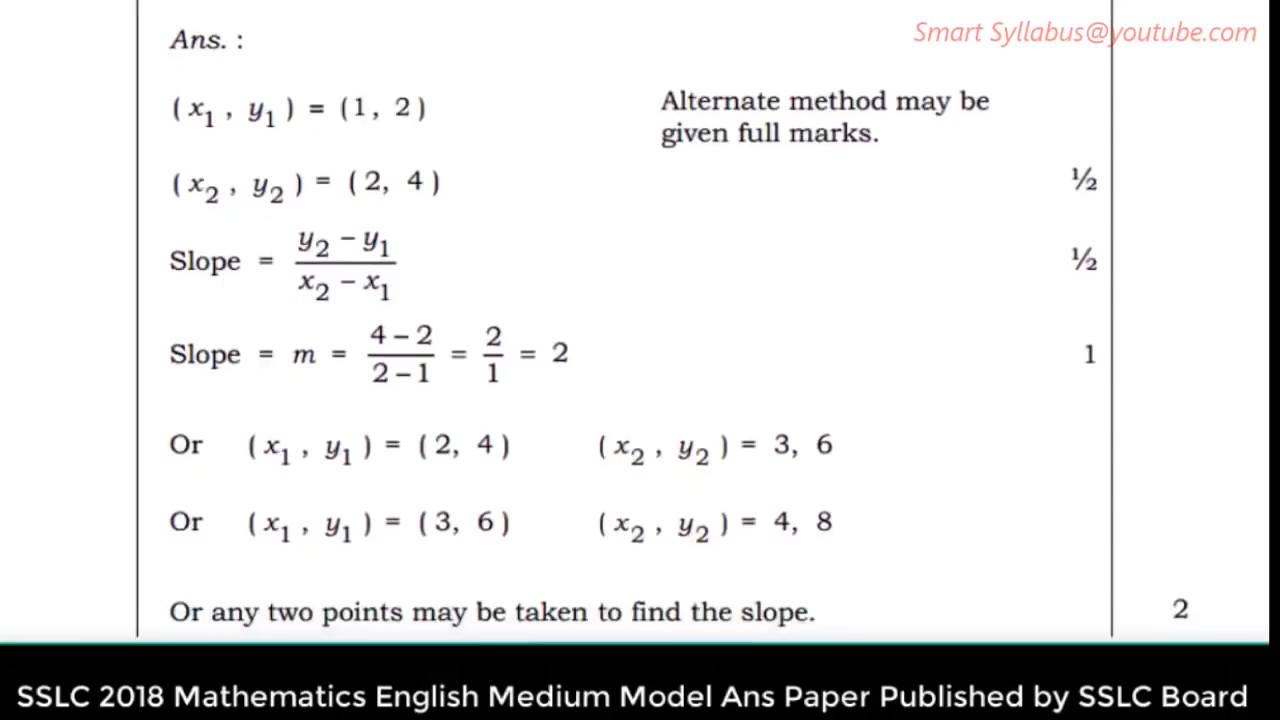 Smart Syllabus@youtube.com
Ans. :
( x₁ , y₁ ) = (1, 2 )
Alternate method may be
given full marks.
( x₂ , y₂ ) = ( 2, 4 ) ½
Slope = (y₂ − y₁)/(x₂ − x₁) ½
Slope = m = (4 − 2)/(2 − 1) = 2/1 = 2 1
Or ( x₁ , y₁ ) = ( 2, 4 ) ( x₂ , y₂ ) = 3, 6
Or ( x₁ , y₁ ) = ( 3, 6 ) ( x₂ , y₂ ) = 4, 8
Or any two points may be taken to find the slope. 2
SSLC 2018 Mathematics English Medium Model Ans Paper Published by SSLC Board